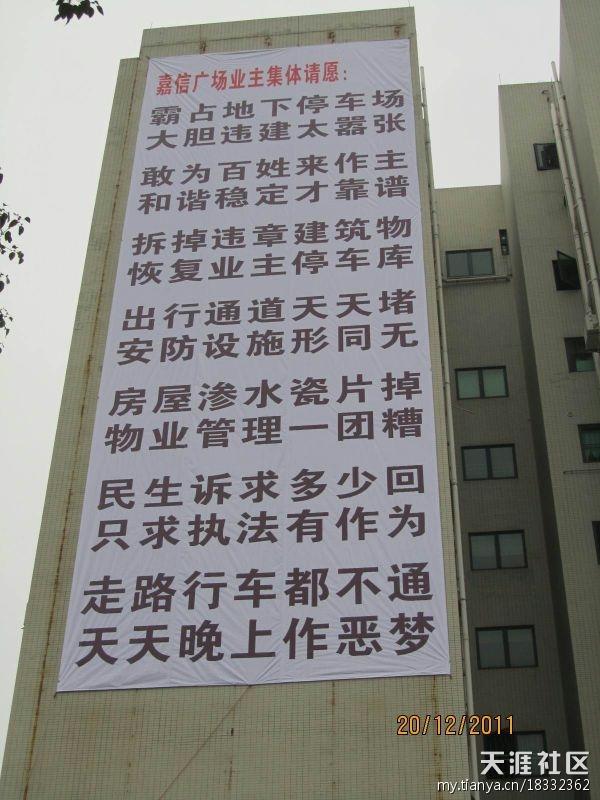 嘉信广场业主集体请愿：
霸占地下停车场
大胆违建太嚣张
敢为百姓来作主
和谐稳定才靠谱
拆掉违章建筑物
恢复业主停车库
出行通道天天堵
安防设施形同无
房屋渗水瓷片掉
物业管理一团糟
民生诉求多少回
只求执法有作为
走路行车都不通
天天晚上作恶梦
20/12/2011
天涯社区
my.tianya.cn/18332362